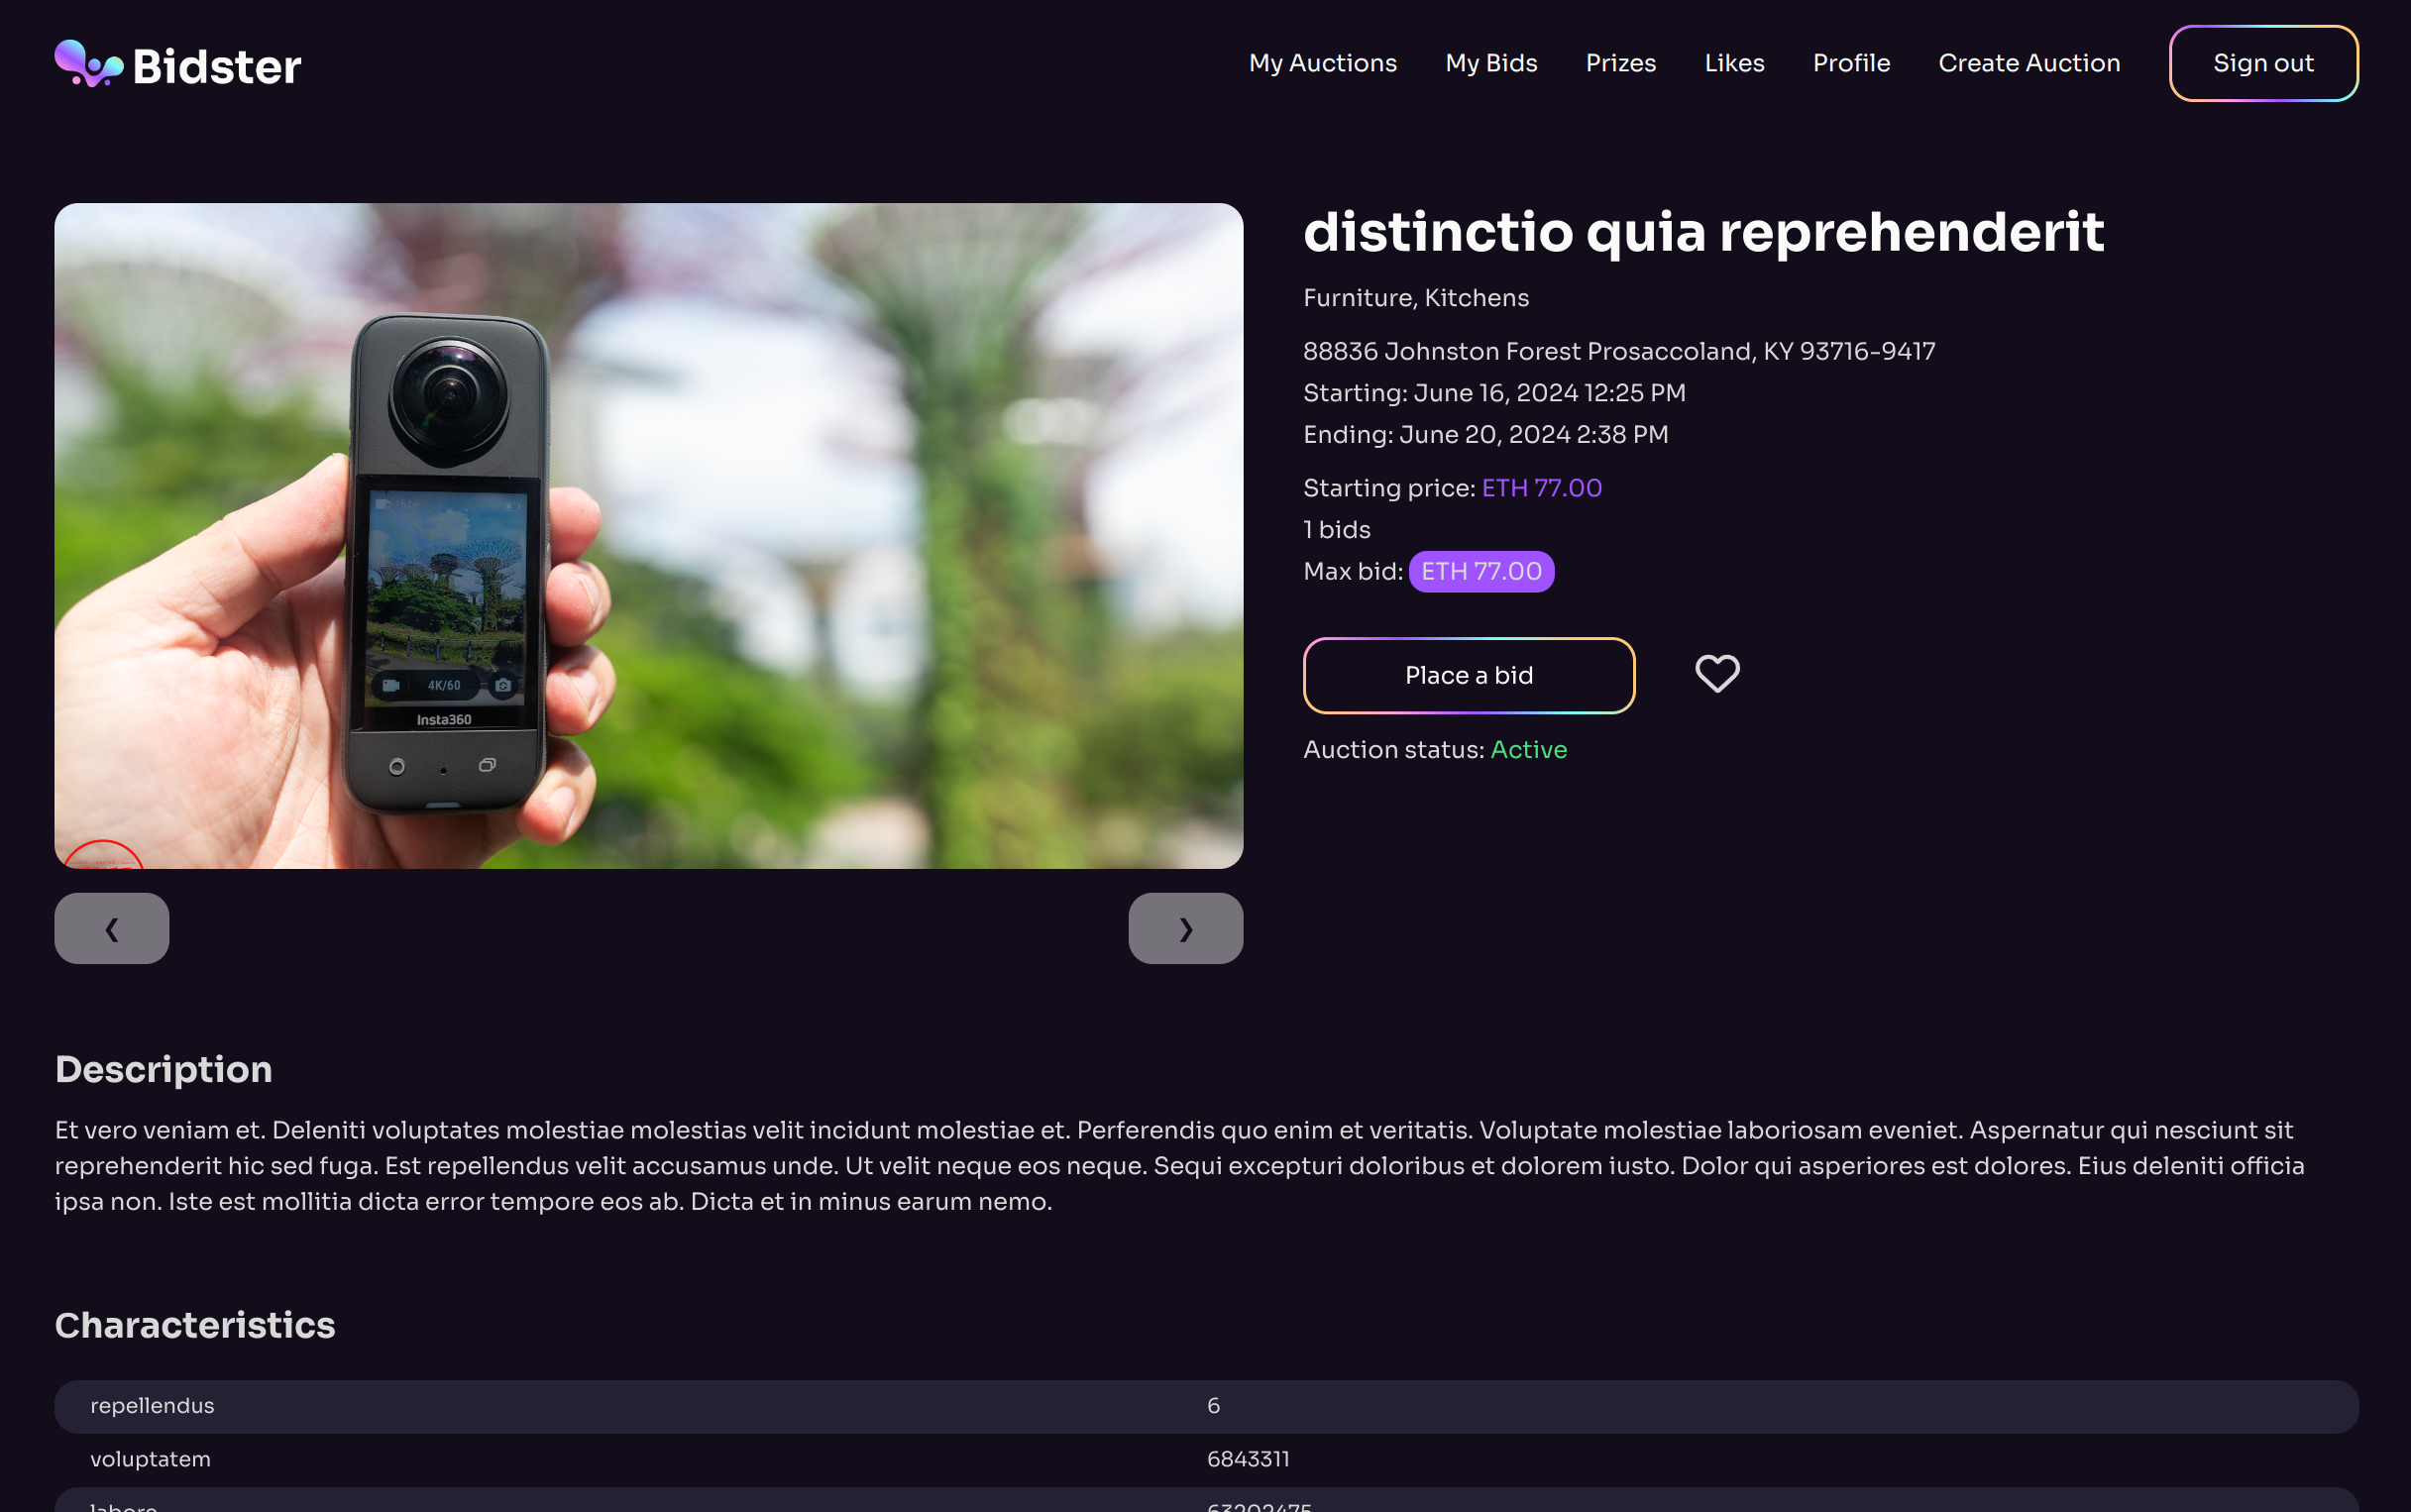 Bidster
My Auctions
My Bids
Prizes
Likes
Profile
Create Auction
Sign out
distinctio quia reprehenderit
Furniture, Kitchens
88836 Johnston Forest Prosaccoland, KY 93716-9417
Starting: June 16, 2024 12:25 PM
Ending: June 20, 2024 2:38 PM
Starting price: ETH 77.00
1 bids
Max bid: ETH 77.00
Place a bid
Auction status: Active
4K/60
Insta360
❮
❯
Description
Et vero veniam et. Deleniti voluptates molestiae molestias velit incidunt molestiae et. Perferendis quo enim et veritatis. Voluptate molestiae laboriosam eveniet. Aspernatur qui nesciunt sit
reprehenderit hic sed fuga. Est repellendus velit accusamus unde. Ut velit neque eos neque. Sequi excepturi doloribus et dolorem iusto. Dolor qui asperiores est dolores. Eius deleniti officia
ipsa non. Iste est mollitia dicta error tempore eos ab. Dicta et in minus earum nemo.
Characteristics
repellendus 6
voluptatem 6843311